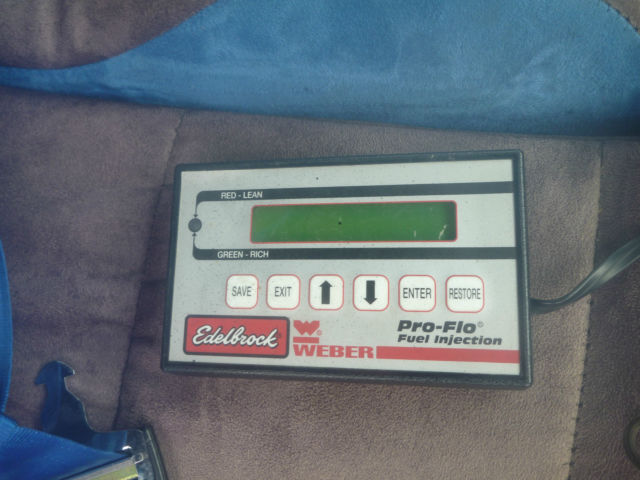 RED - LEAN
GREEN - RICH
SAVE
EXIT
ENTER
RESTORE
Edelbrock
WEBER
Pro-Flo®
Fuel Injection